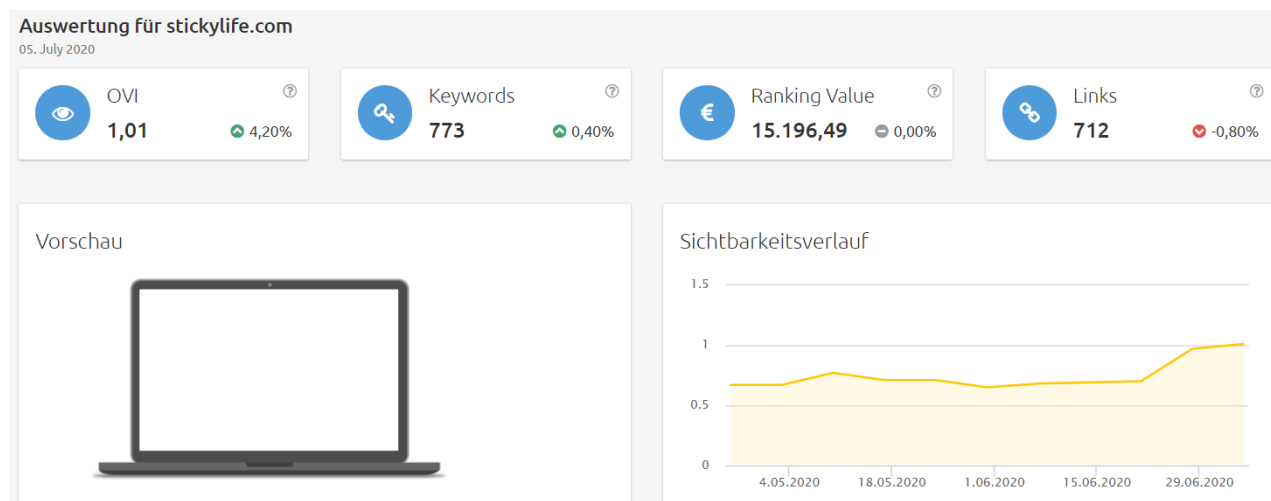 Auswertung für stickylife.com
05. July 2020
OVI
1,01
4,20%
Keywords
773
0,40%
Ranking Value
15.196,49
0,00%
Links
712
-0,80%
Vorschau
Sichtbarkeitsverlauf
1.5
1
0.5
0
4.05.2020 18.05.2020 1.06.2020 15.06.2020 29.06.2020